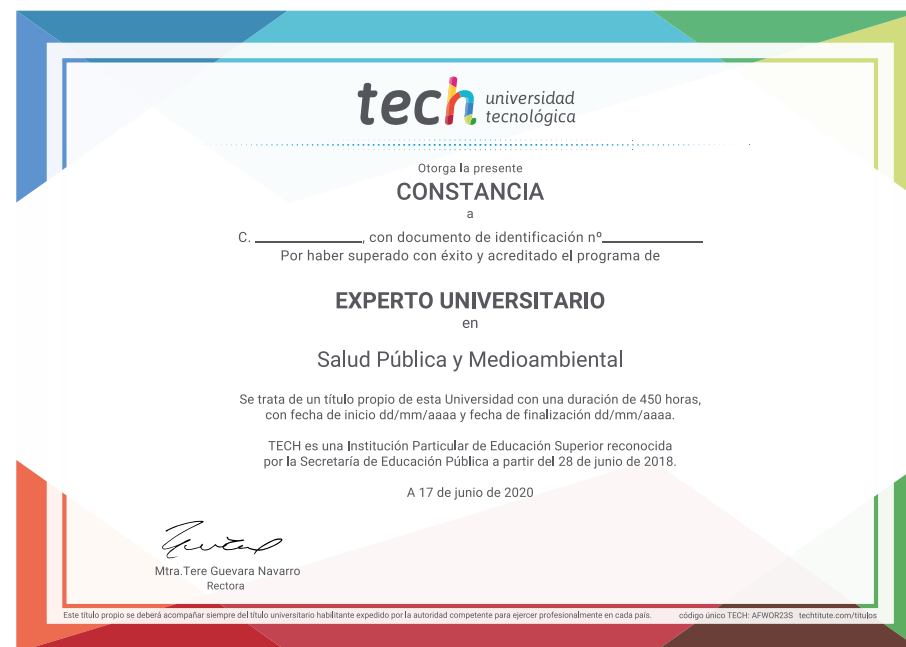 tech universidad
tecnológica
Otorga la presente
CONSTANCIA
a
C. ______________, con documento de identificación nº_____________
Por haber superado con éxito y acreditado el programa de
EXPERTO UNIVERSITARIO
en
Salud Pública y Medioambiental
Se trata de un título propio de esta Universidad con una duración de 450 horas,
con fecha de inicio dd/mm/aaaa y fecha de finalización dd/mm/aaaa.
TECH es una Institución Particular de Educación Superior reconocida
por la Secretaría de Educación Pública a partir del 28 de junio de 2018.
A 17 de junio de 2020
Mtra.Tere Guevara Navarro
Rectora
Este título propio se deberá acompañar siempre del título universitario habilitante expedido por la autoridad competente para ejercer profesionalmente en cada país. código único TECH: AFWOR23S techtitute.com/titulos